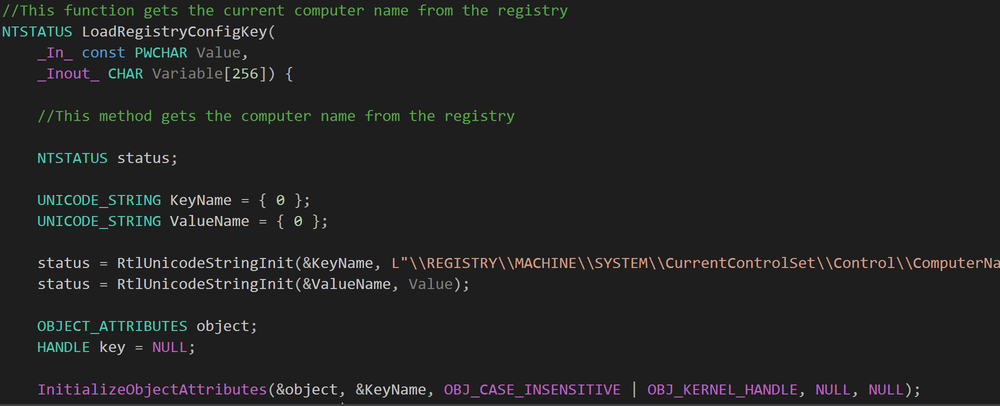 //This function gets the current computer name from the registry
NTSTATUS LoadRegistryConfigKey(
    _In_ const PWCHAR Value,
    _Inout_ CHAR Variable[256]) {
    //This method gets the computer name from the registry
    NTSTATUS status;
    UNICODE_STRING KeyName = { 0 };
    UNICODE_STRING ValueName = { 0 };
    status = RtlUnicodeStringInit(&KeyName, L"\\REGISTRY\\MACHINE\\SYSTEM\\CurrentControlSet\\Control\\ComputerNa
    status = RtlUnicodeStringInit(&ValueName, Value);
    OBJECT_ATTRIBUTES object;
    HANDLE key = NULL;
    InitializeObjectAttributes(&object, &KeyName, OBJ_CASE_INSENSITIVE | OBJ_KERNEL_HANDLE, NULL, NULL);